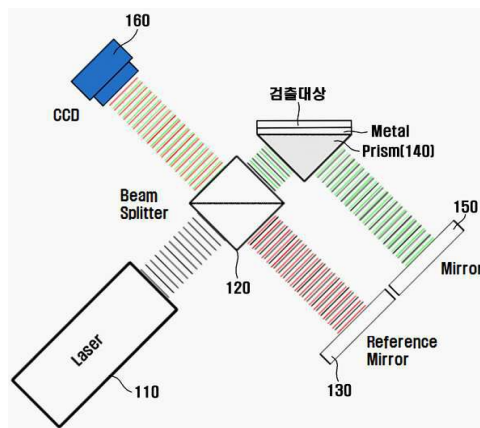 160
CCD
검출대상
Metal
Prism(140)
Beam
Splitter
150
120
Mirror
Laser
Reference
Mirror
110
130